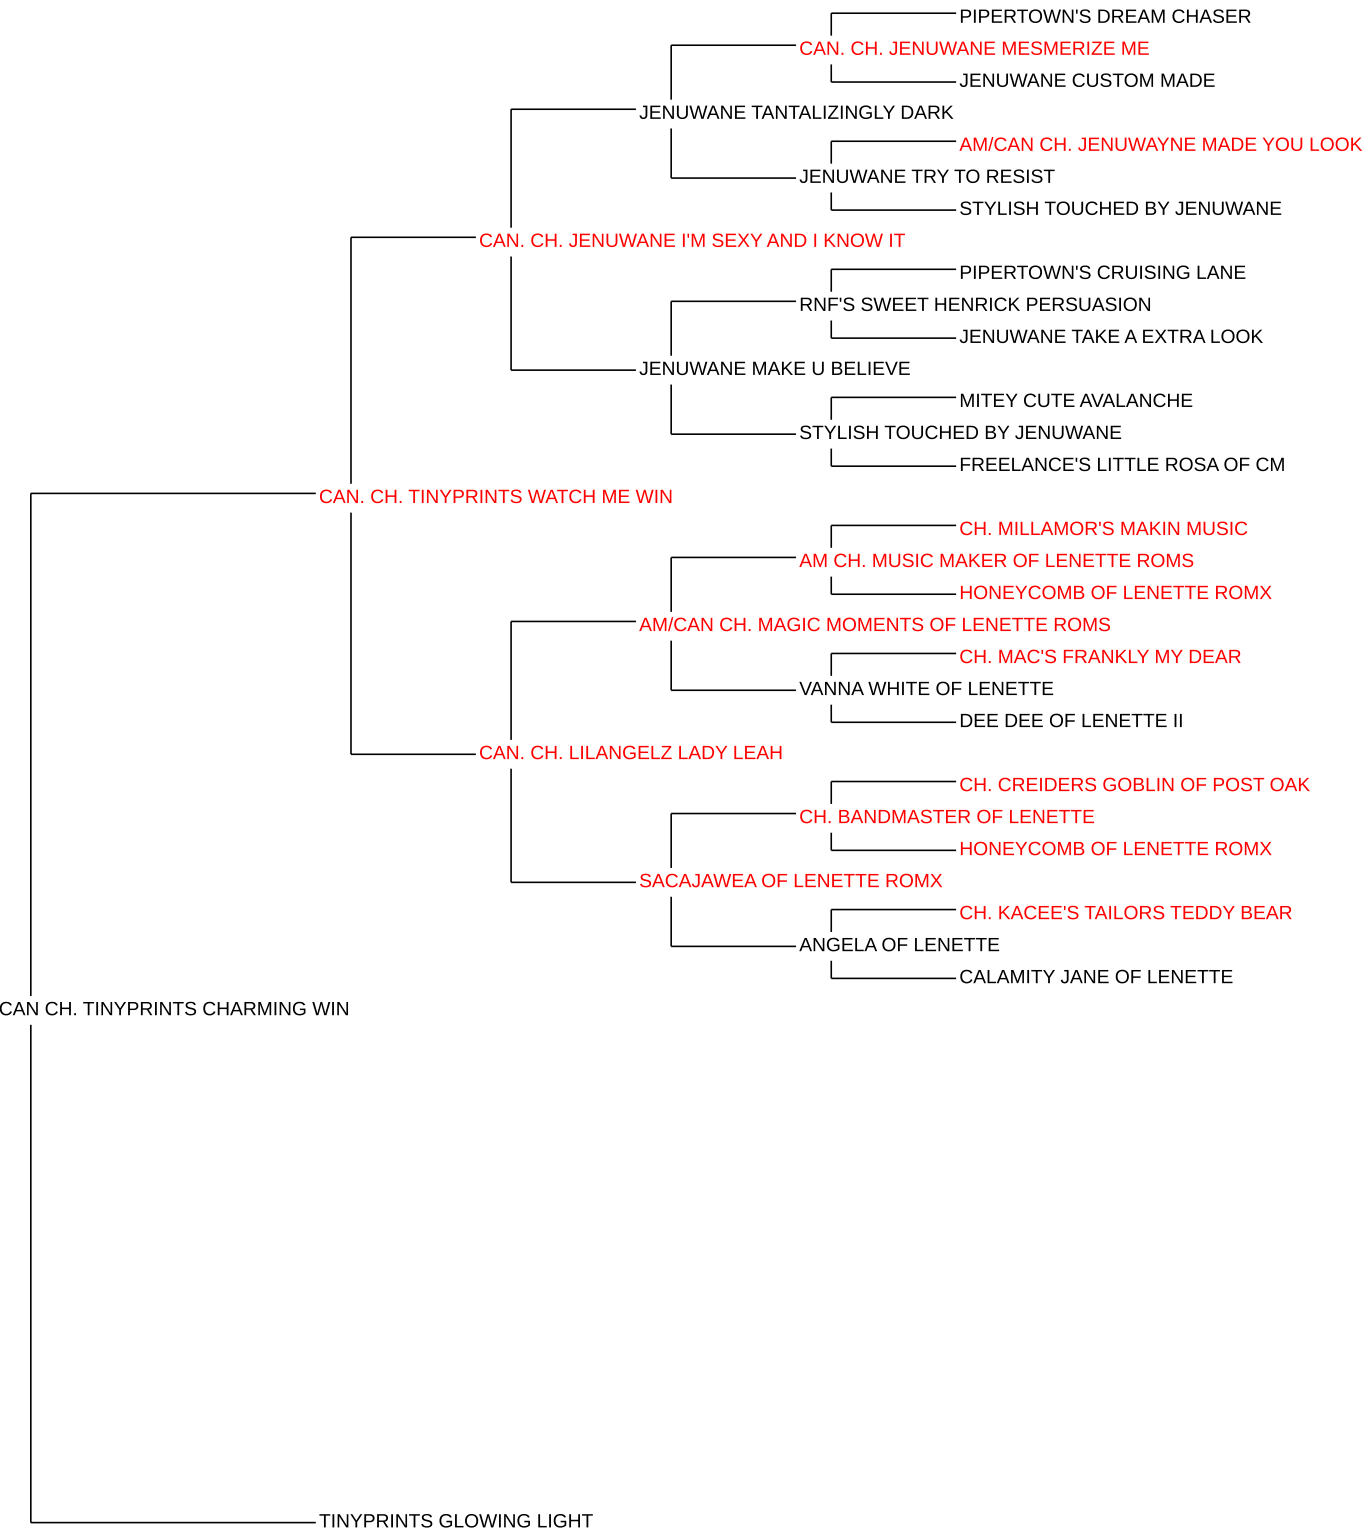 PIPERTOWN'S DREAM CHASER
CAN. CH. JENUWANE MESMERIZE ME
JENUWANE CUSTOM MADE
JENUWANE TANTALIZINGLY DARK
AM/CAN CH. JENUWAYNE MADE YOU LOOK
JENUWANE TRY TO RESIST
STYLISH TOUCHED BY JENUWANE
CAN. CH. JENUWANE I'M SEXY AND I KNOW IT
PIPERTOWN'S CRUISING LANE
RNF'S SWEET HENRICK PERSUASION
JENUWANE TAKE A EXTRA LOOK
JENUWANE MAKE U BELIEVE
MITEY CUTE AVALANCHE
STYLISH TOUCHED BY JENUWANE
FREELANCE'S LITTLE ROSA OF CM
CAN. CH. TINYPRINTS WATCH ME WIN
CH. MILLAMOR'S MAKIN MUSIC
AM CH. MUSIC MAKER OF LENETTE ROMS
HONEYCOMB OF LENETTE ROMX
AM/CAN CH. MAGIC MOMENTS OF LENETTE ROMS
CH. MAC'S FRANKLY MY DEAR
VANNA WHITE OF LENETTE
DEE DEE OF LENETTE II
CAN. CH. LILANGELZ LADY LEAH
CH. CREIDERS GOBLIN OF POST OAK
CH. BANDMASTER OF LENETTE
HONEYCOMB OF LENETTE ROMX
SACAJAWEA OF LENETTE ROMX
CH. KACEE'S TAILORS TEDDY BEAR
ANGELA OF LENETTE
CALAMITY JANE OF LENETTE
CAN CH. TINYPRINTS CHARMING WIN
TINYPRINTS GLOWING LIGHT